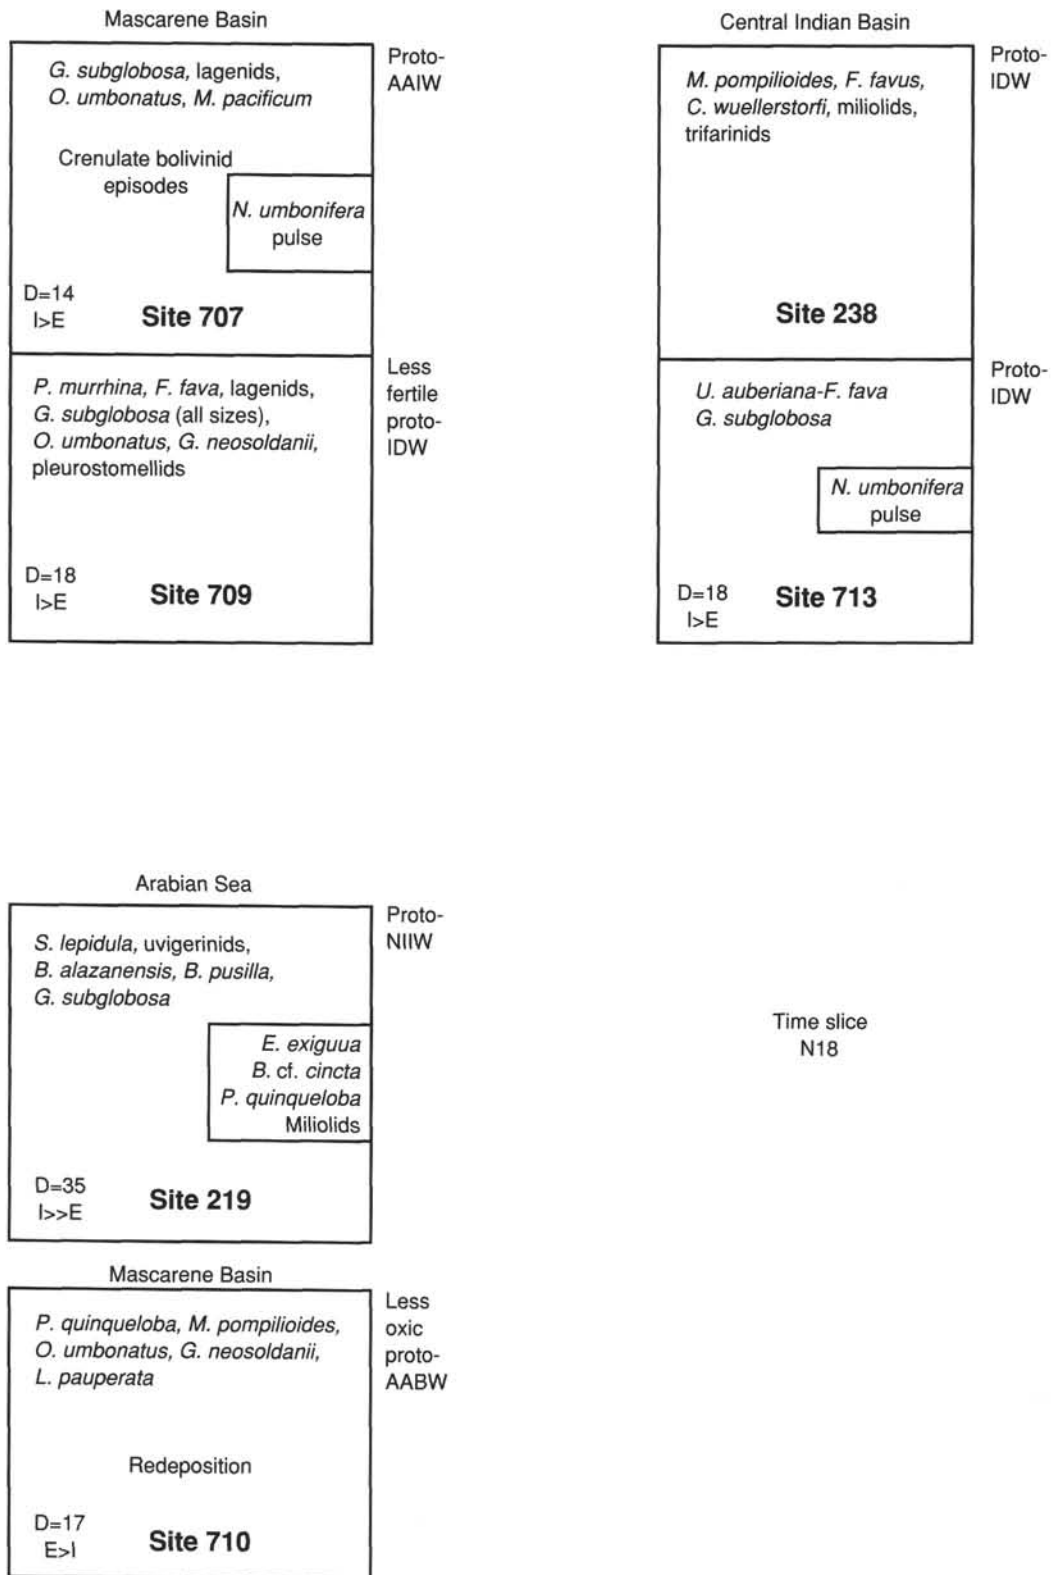 Mascarene Basin
G. subglobosa, lagenids,
O. umbonatus, M. pacificum
Crenulate bolivinid
episodes
N. umbonifera
pulse
D=14
I>E
Site 707
Proto-
AAIW
P. murrhina, F. fava, lagenids,
G. subglobosa (all sizes),
O. umbonatus, G. neosoldanii,
pleurostomellids
D=18
I>E
Site 709
Less
fertile
proto-
IDW
Central Indian Basin
M. pompilioides, F. favus,
C. wuellerstorfi, miliolids,
trifarinids
Site 238
Proto-
IDW
U. auberiana-F. fava
G. subglobosa
N. umbonifera
pulse
D=18
I>E
Site 713
Proto-
IDW
Arabian Sea
S. lepidula, uvigerinids,
B. alazanensis, B. pusilla,
G. subglobosa
E. exiguua
B. cf. cincta
P. quinqueloba
Miliolids
D=35
I>>E
Site 219
Proto-
NIIW
Time slice
N18
Mascarene Basin
P. quinqueloba, M. pompilioides,
O. umbonatus, G. neosoldanii,
L. pauperata
Redeposition
D=17
E>I
Site 710
Less
oxic
proto-
AABW